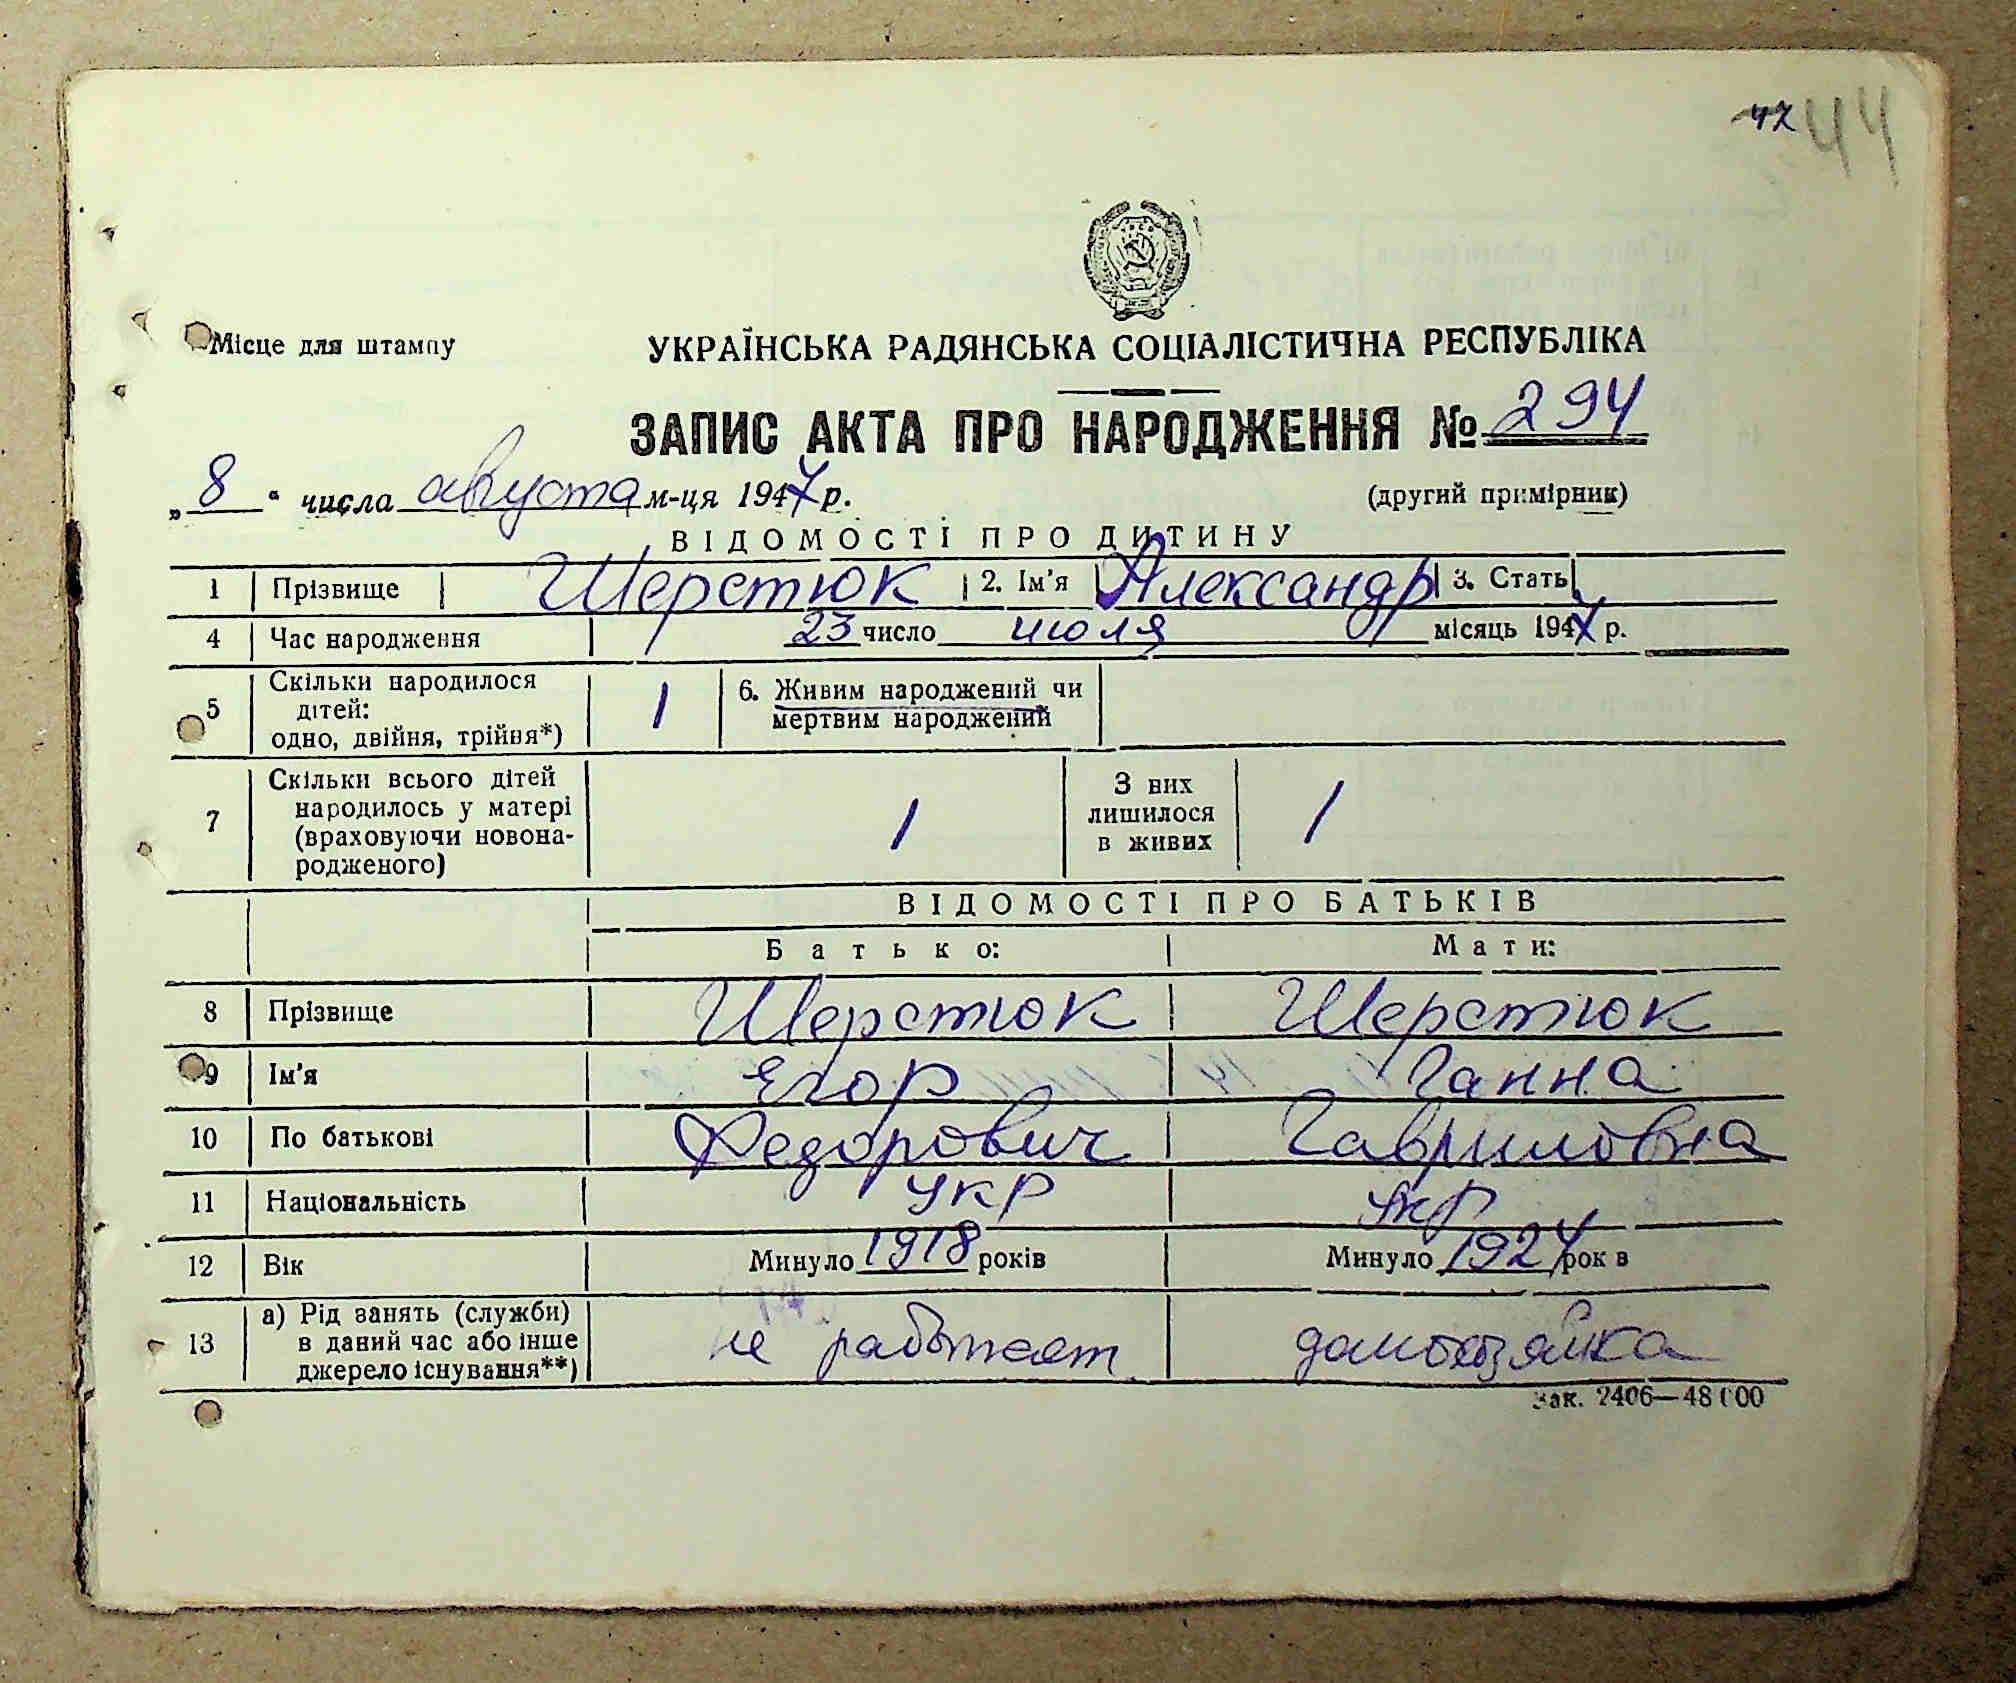 42 44
Місце для штампу
УКРАЇНСЬКА РАДЯНСЬКА СОЦІАЛІСТИЧНА РЕСПУБЛІКА
ЗАПИС АКТА ПРО НАРОДЖЕННЯ № 294
„8“ числа августа м-ця 1947 р. (другий примірник)
ВІДОМОСТІ ПРО ДИТИНУ
1 Прізвище Шерстюк 2. Ім'я Александр 3. Стать
4 Час народження 23 число июля місяць 1947 р.
5 Скільки народилося дітей: одно, двійня, трійня*) 1 6. Живим народжений чи мертвим народжений
7 Скільки всього дітей народилось у матері (враховуючи новонародженого) 1 З них лишилося в живих 1
ВІДОМОСТІ ПРО БАТЬКІВ
Батько: Мати:
8 Прізвище Шерстюк Шерстюк
9 Ім'я Егор Ганна
10 По батькові Федорович Гавриловна
11 Національність укр укр
12 Вік Минуло 1918 років Минуло 1924 рок в
13 а) Рід занять (служби) в даний час або інше джерело існування**) не работает домохозяйка
Зак. 2406—48000